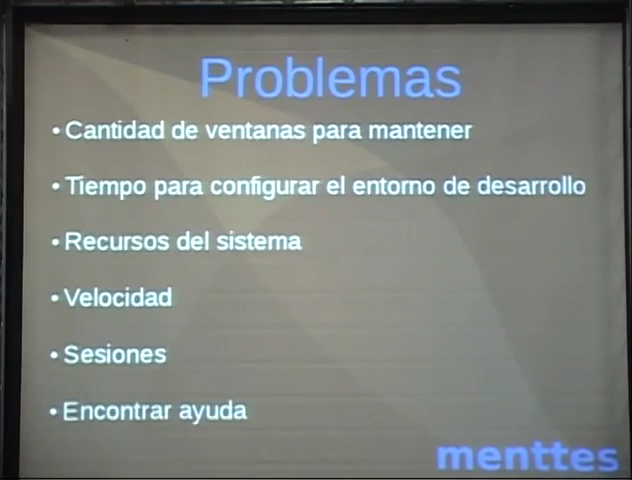 Problemas
• Cantidad de ventanas para mantener
• Tiempo para configurar el entorno de desarrollo
• Recursos del sistema
• Velocidad
• Sesiones
• Encontrar ayuda
menttes